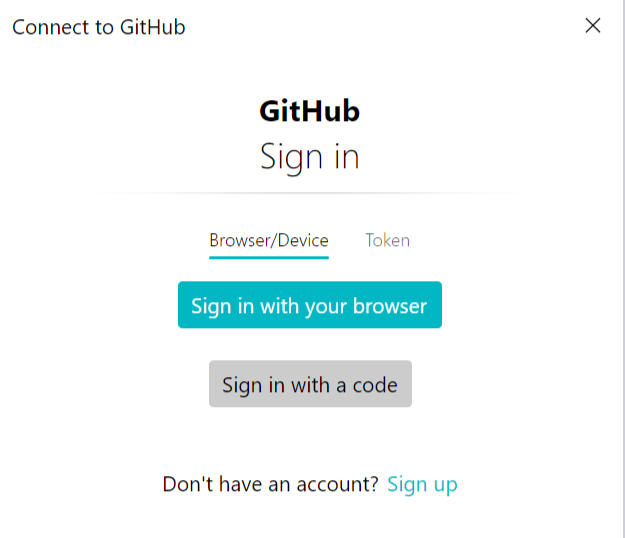 Connect to GitHub
GitHub
Sign in
Browser/Device Token
Sign in with your browser
Sign in with a code
Don't have an account? Sign up